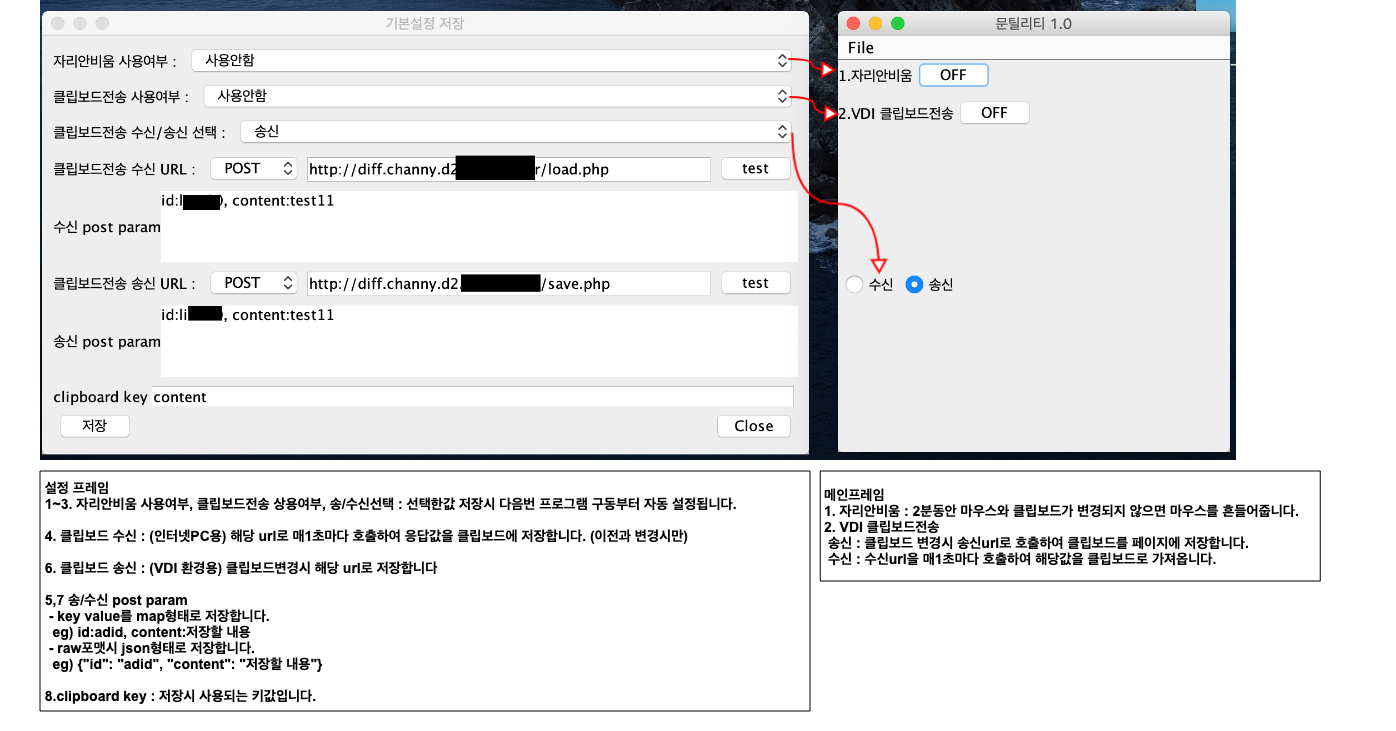 기본설정 저장
자리안비움 사용여부 : 사용안함
클립보드전송 사용여부 : 사용안함
클립보드전송 수신/송신 선택 : 송신
클립보드전송 수신 URL : POST http://diff.channy.d2 r/load.php test
id:l ), content:test11
수신 post param
클립보드전송 송신 URL : POST http://diff.channy.d2. /save.php test
id:li , content:test11
송신 post param
clipboard key content
저장 Close
문틸리티 1.0
File
1.자리안비움 OFF
2.VDI 클립보드전송 OFF
수신 송신
설정 프레임
1~3. 자리안비움 사용여부, 클립보드전송 상용여부, 송/수신선택 : 선택한값 저장시 다음번 프로그램 구동부터 자동 설정됩니다.
4. 클립보드 수신 : (인터넷PC용) 해당 url로 매1초마다 호출하여 응답값을 클립보드에 저장합니다. (이전과 변경시만)
6. 클립보드 송신 : (VDI 환경용) 클립보드변경시 해당 url로 저장합니다
5,7 송/수신 post param
- key value를 map형태로 저장합니다.
eg) id:adid, content:저장할 내용
- raw포맷시 json형태로 저장합니다.
eg) {"id": "adid", "content": "저장할 내용"}
8.clipboard key : 저장시 사용되는 키값입니다.
메인프레임
1. 자리안비움 : 2분동안 마우스와 클립보드가 변경되지 않으면 마우스를 흔들어줍니다.
2. VDI 클립보드전송
송신 : 클립보드 변경시 송신url로 호출하여 클립보드를 페이지에 저장합니다.
수신 : 수신url을 매1초마다 호출하여 해당값을 클립보드로 가져옵니다.